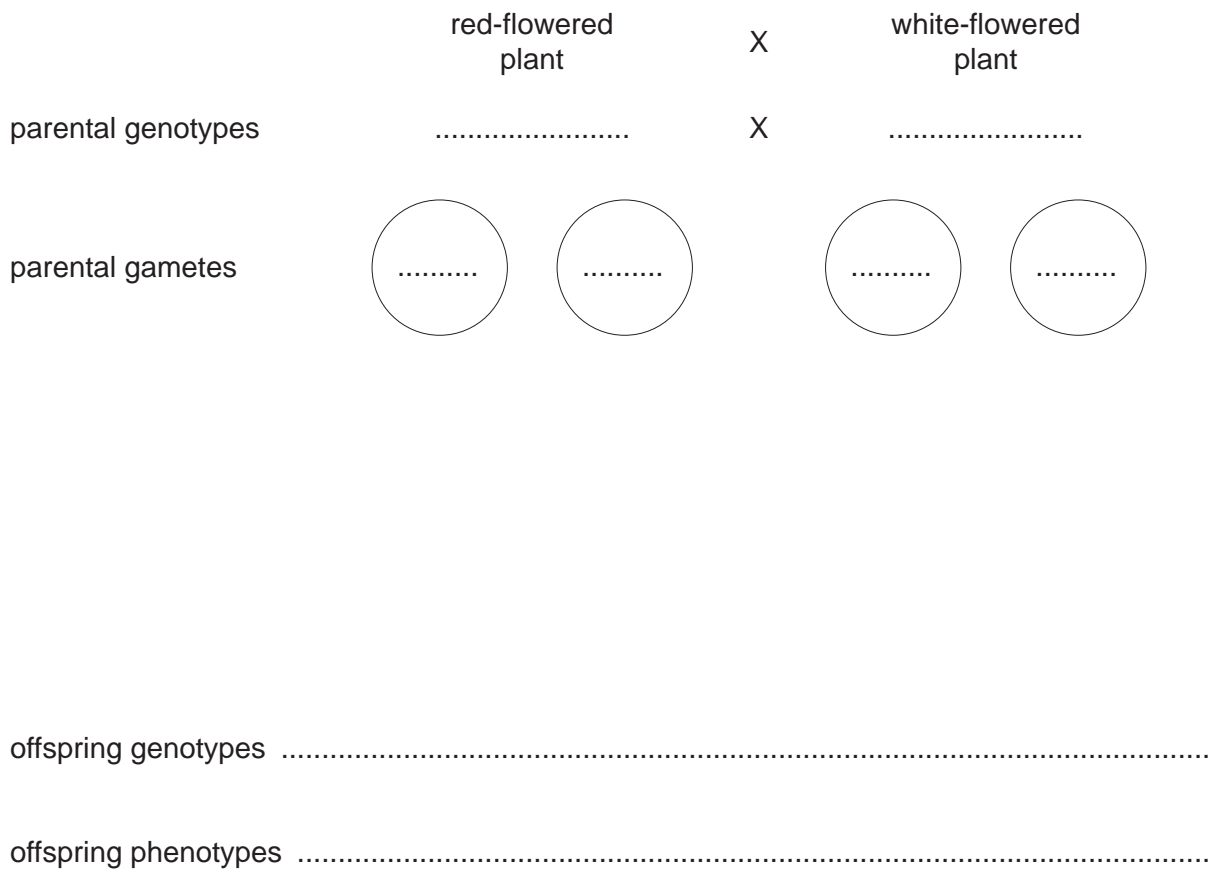 red-flowered plant X white-flowered plant
parental genotypes ........................ X ........................
parental gametes .......... .......... .......... ..........
offspring genotypes ...................................................................................................................
offspring phenotypes .................................................................................................................